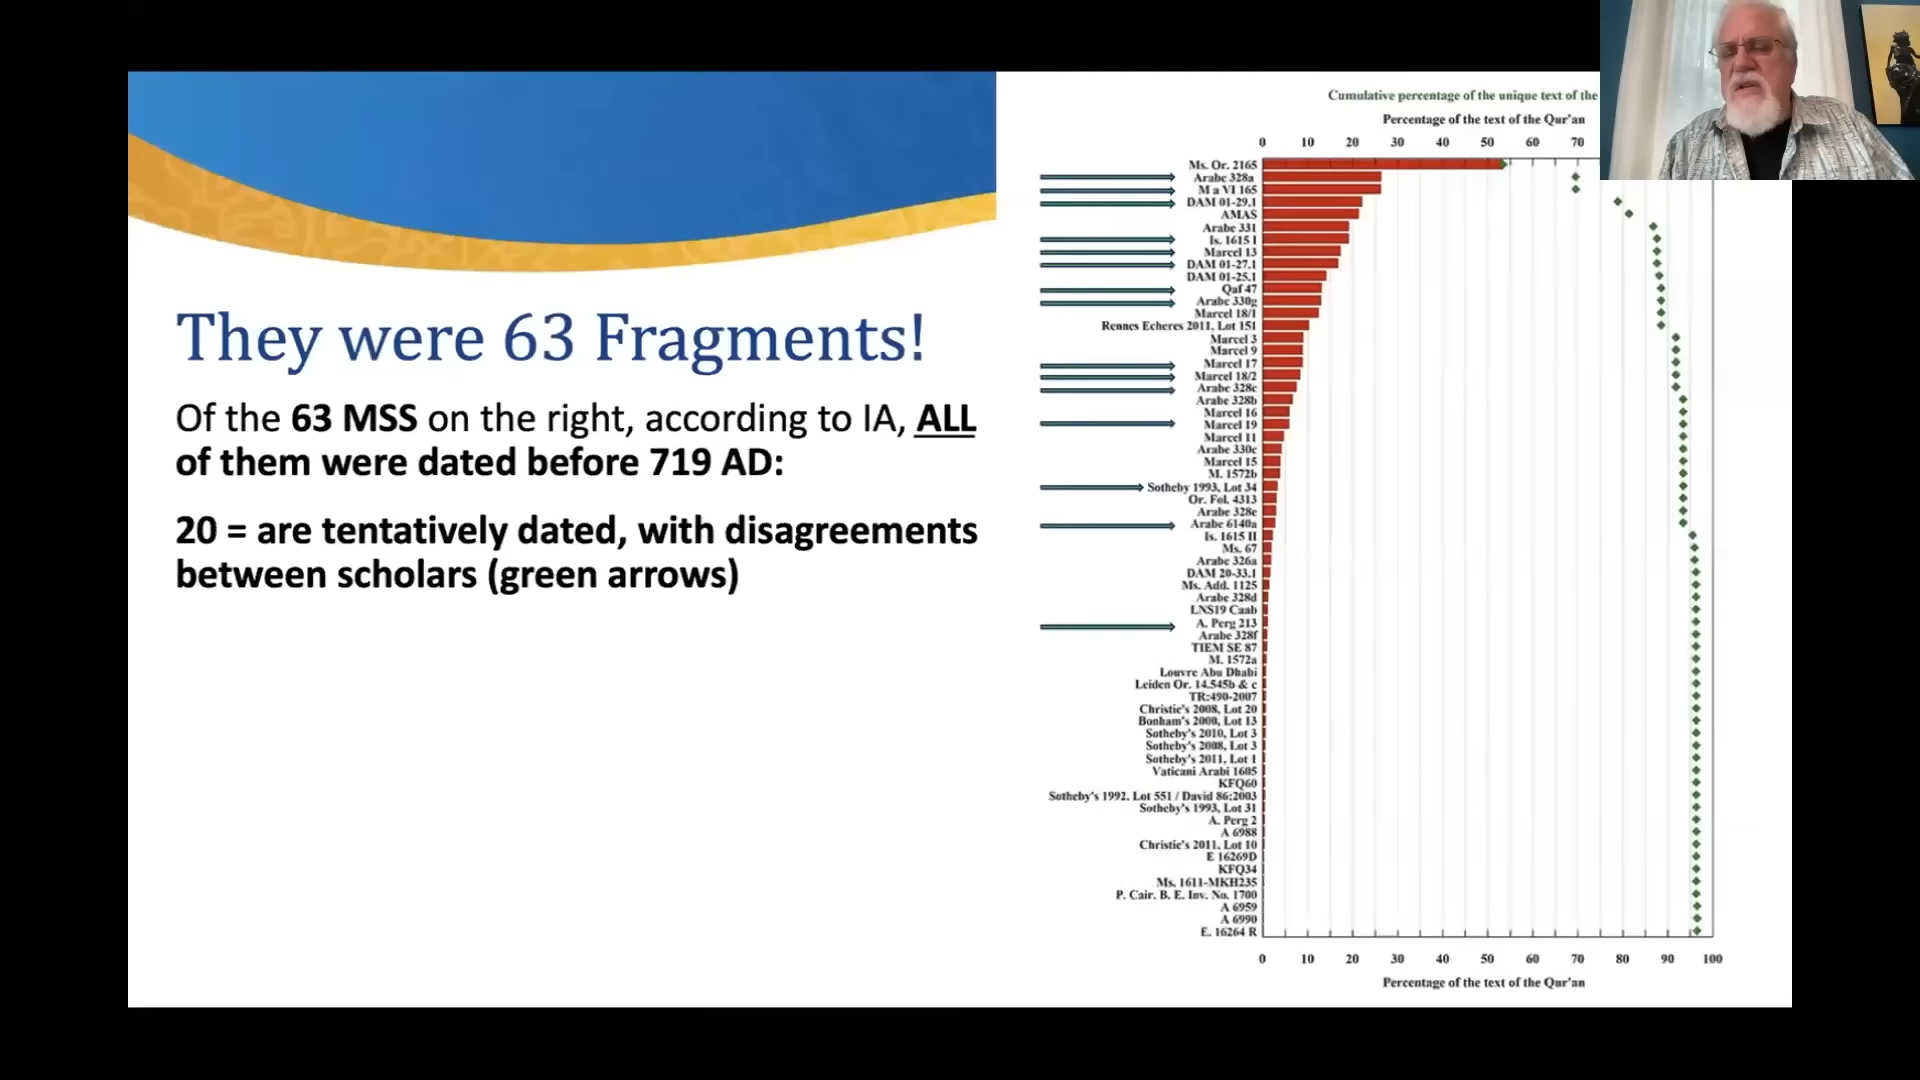 They were 63 Fragments!
Of the 63 MSS on the right, according to IA, ALL
of them were dated before 719 AD:
20 = are tentatively dated, with disagreements
between scholars (green arrows)
Cumulative percentage of the unique text of the
Percentage of the text of the Qur'an
0 10 20 30 40 50 60 70
Ms. Or. 2165
Arabe 328a
M a VI 165
DAM 01-29.1
AMAS
Arabe 331
Is. 1615 I
Marcel 13
DAM 01-27.1
DAM 01-25.1
Qaf 47
Arabe 330g
Marcel 18/1
Rennes Echeres 2011, Lot 151
Marcel 3
Marcel 9
Marcel 17
Marcel 18/2
Arabe 328c
Arabe 328b
Marcel 16
Marcel 19
Marcel 11
Arabe 330c
Marcel 15
M. 1572b
Sotheby 1993, Lot 34
Or. Fol. 4313
Arabe 328e
Arabe 6140a
Is. 1615 II
Ms. 67
Arabe 326a
DAM 20-33.1
Ms. Add. 1125
Arabe 328d
LNS19 Caab
A. Perg 213
Arabe 328f
TIEM SE 87
M. 1572a
Louvre Abu Dhabi
Leiden Or. 14.545b & c
TR:490-2007
Christie's 2008, Lot 20
Bonham's 2000, Lot 13
Sotheby's 2010, Lot 3
Sotheby's 2008, Lot 3
Sotheby's 2011, Lot 1
Vaticani Arabi 1605
KFQ60
Sotheby's 1992. Lot 551 / David 86:2003
Sotheby's 1993, Lot 31
A. Perg 2
A 6988
Christie's 2011, Lot 10
E 16269D
KFQ34
Ms. 1611-MKH235
P. Cair. B. E. Inv. No. 1700
A 6959
A 6990
E. 16264 R
0 10 20 30 40 50 60 70 80 90 100
Percentage of the text of the Qur'an